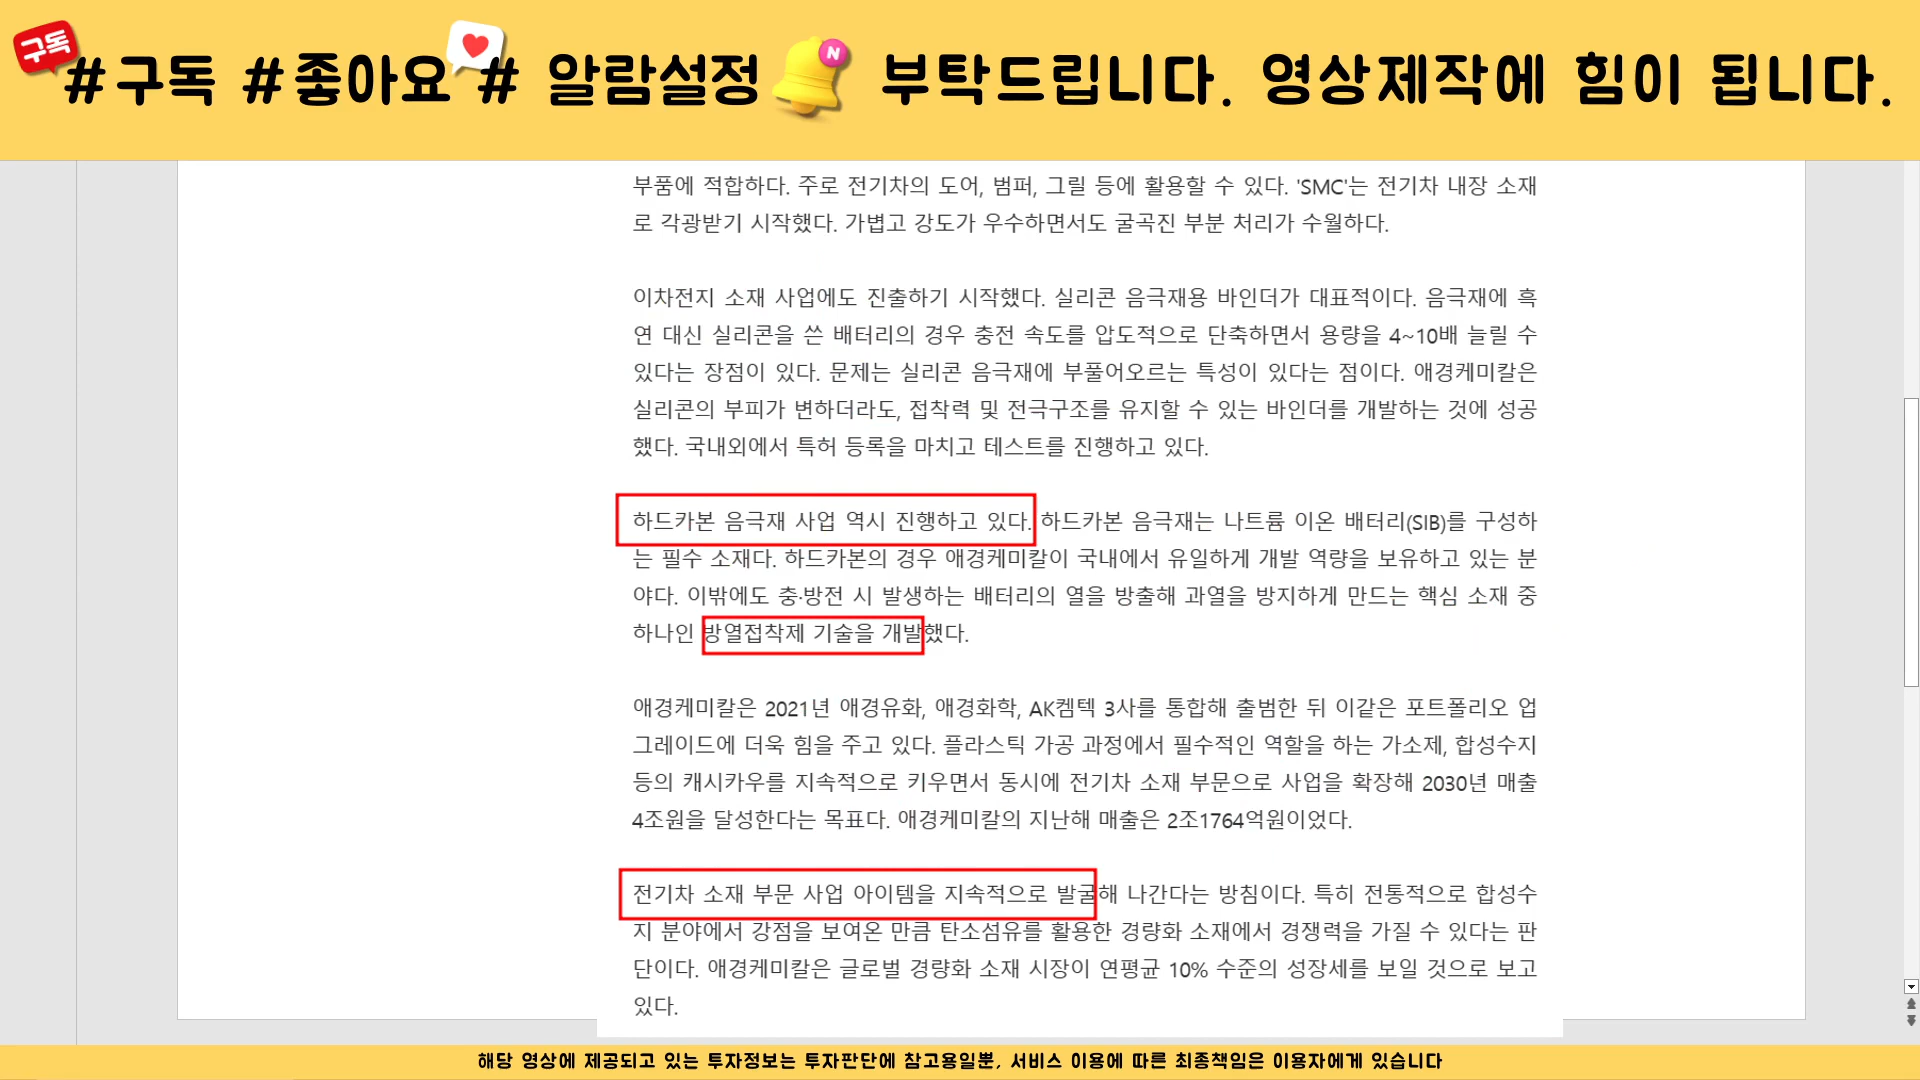 구독
#구독 #좋아요 # 알람설정 N 부탁드립니다. 영상제작에 힘이 됩니다.
부품에 적합하다. 주로 전기차의 도어, 범퍼, 그릴 등에 활용할 수 있다. 'SMC'는 전기차 내장 소재
로 각광받기 시작했다. 가볍고 강도가 우수하면서도 굴곡진 부분 처리가 수월하다.
이차전지 소재 사업에도 진출하기 시작했다. 실리콘 음극재용 바인더가 대표적이다. 음극재에 흑
연 대신 실리콘을 쓴 배터리의 경우 충전 속도를 압도적으로 단축하면서 용량을 4~10배 늘릴 수
있다는 장점이 있다. 문제는 실리콘 음극재에 부풀어오르는 특성이 있다는 점이다. 애경케미칼은
실리콘의 부피가 변하더라도, 접착력 및 전극구조를 유지할 수 있는 바인더를 개발하는 것에 성공
했다. 국내외에서 특허 등록을 마치고 테스트를 진행하고 있다.
하드카본 음극재 사업 역시 진행하고 있다. 하드카본 음극재는 나트륨 이온 배터리(SIB)를 구성하
는 필수 소재다. 하드카본의 경우 애경케미칼이 국내에서 유일하게 개발 역량을 보유하고 있는 분
야다. 이밖에도 충·방전 시 발생하는 배터리의 열을 방출해 과열을 방지하게 만드는 핵심 소재 중
하나인 방열접착제 기술을 개발했다.
애경케미칼은 2021년 애경유화, 애경화학, AK켐텍 3사를 통합해 출범한 뒤 이같은 포트폴리오 업
그레이드에 더욱 힘을 주고 있다. 플라스틱 가공 과정에서 필수적인 역할을 하는 가소제, 합성수지
등의 캐시카우를 지속적으로 키우면서 동시에 전기차 소재 부문으로 사업을 확장해 2030년 매출
4조원을 달성한다는 목표다. 애경케미칼의 지난해 매출은 2조1764억원이었다.
전기차 소재 부문 사업 아이템을 지속적으로 발굴해 나간다는 방침이다. 특히 전통적으로 합성수
지 분야에서 강점을 보여온 만큼 탄소섬유를 활용한 경량화 소재에서 경쟁력을 가질 수 있다는 판
단이다. 애경케미칼은 글로벌 경량화 소재 시장이 연평균 10% 수준의 성장세를 보일 것으로 보고
있다.
해당 영상에 제공되고 있는 투자정보는 투자판단에 참고용일뿐, 서비스 이용에 따른 최종책임은 이용자에게 있습니다